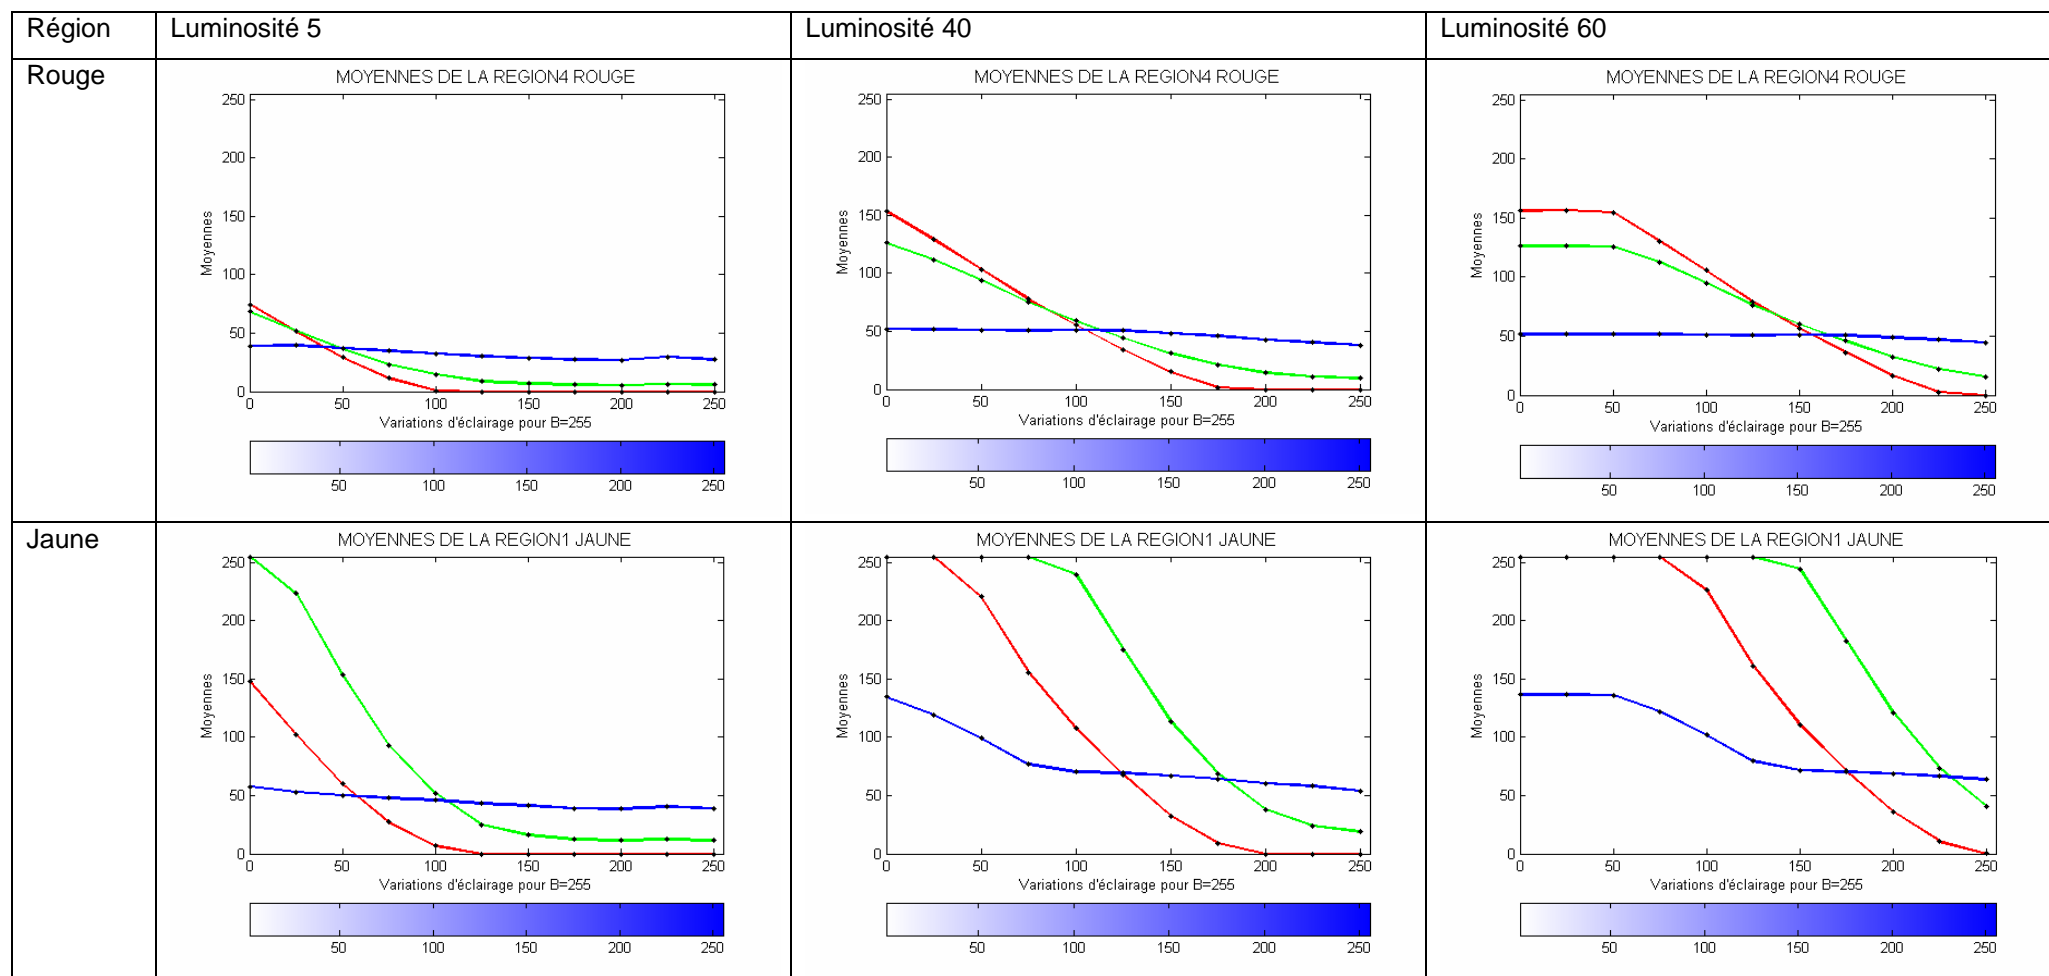 Région Luminosité 5 Luminosité 40 Luminosité 60
Rouge
MOYENNES DE LA REGION4 ROUGE
250
200
150
100
50
0
Moyennes
0 50 100 150 200 250
Variations d'éclairage pour B=255
50 100 150 200 250
MOYENNES DE LA REGION4 ROUGE
250
200
150
100
50
0
Moyennes
0 50 100 150 200 250
Variations d'éclairage pour B=255
50 100 150 200 250
MOYENNES DE LA REGION4 ROUGE
250
200
150
100
50
0
Moyennes
0 50 100 150 200 250
Variations d'éclairage pour B=255
50 100 150 200 250
Jaune
MOYENNES DE LA REGION1 JAUNE
250
200
150
100
50
0
Moyennes
0 50 100 150 200 250
Variations d'éclairage pour B=255
50 100 150 200 250
MOYENNES DE LA REGION1 JAUNE
250
200
150
100
50
0
Moyennes
0 50 100 150 200 250
Variations d'éclairage pour B=255
50 100 150 200 250
MOYENNES DE LA REGION1 JAUNE
250
200
150
100
50
0
Moyennes
0 50 100 150 200 250
Variations d'éclairage pour B=255
50 100 150 200 250